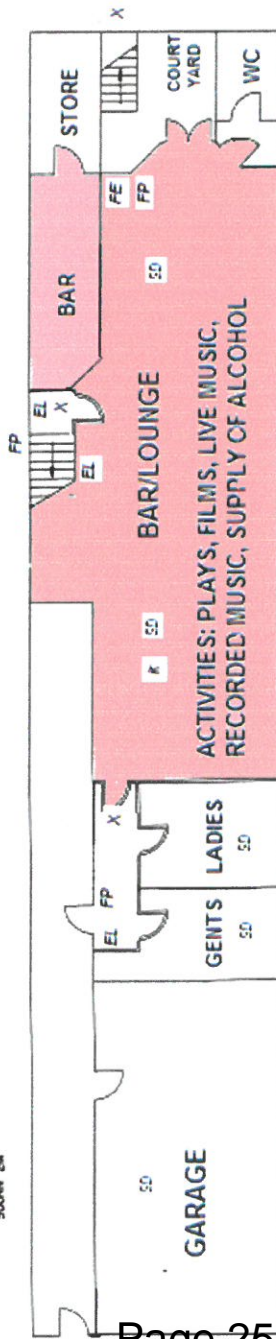 X
STORE
COURT
YARD
WC
BAR
FE
FP
SD
FP
EL
X
EL
BAR/LOUNGE
ACTIVITIES: PLAYS, FILMS, LIVE MUSIC,
RECORDED MUSIC, SUPPLY OF ALCOHOL
SD
K
X
FP
EL
LADIES
SD
GENTS
SD
SD
GARAGE
Page 25